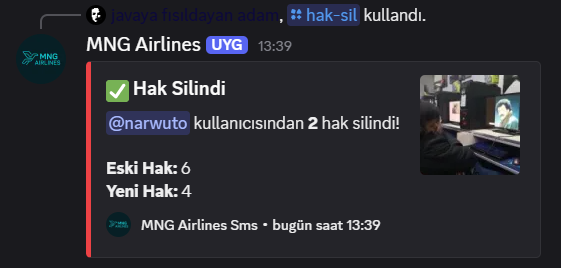 javaya fısıldayan adam, hak-sil kullandı.
MNG AIRLINES
MNG Airlines UYG 13:39
Hak Silindi
@narwuto kullanıcısından 2 hak silindi!
Eski Hak: 6
Yeni Hak: 4
MNG Airlines Sms • bugün saat 13:39